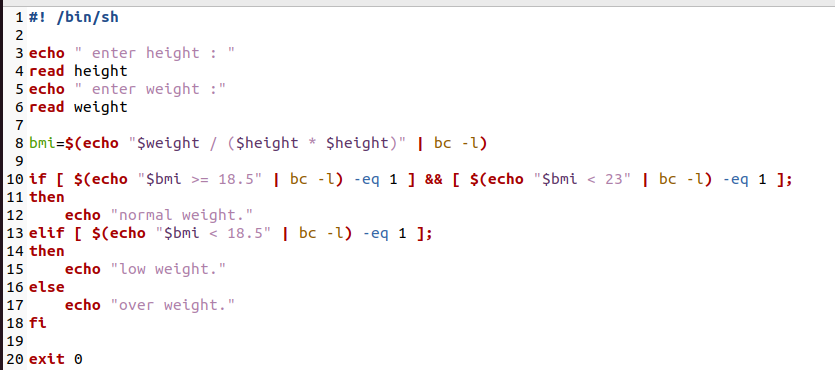 1 #! /bin/sh
2
3 echo " enter height : "
4 read height
5 echo " enter weight :"
6 read weight
7
8 bmi=$(echo "$weight / ($height * $height)" | bc -l)
9
10 if [ $(echo "$bmi >= 18.5" | bc -l) -eq 1 ] && [ $(echo "$bmi < 23" | bc -l) -eq 1 ];
11 then
12     echo "normal weight."
13 elif [ $(echo "$bmi < 18.5" | bc -l) -eq 1 ];
14 then
15     echo "low weight."
16 else
17     echo "over weight."
18 fi
19
20 exit 0